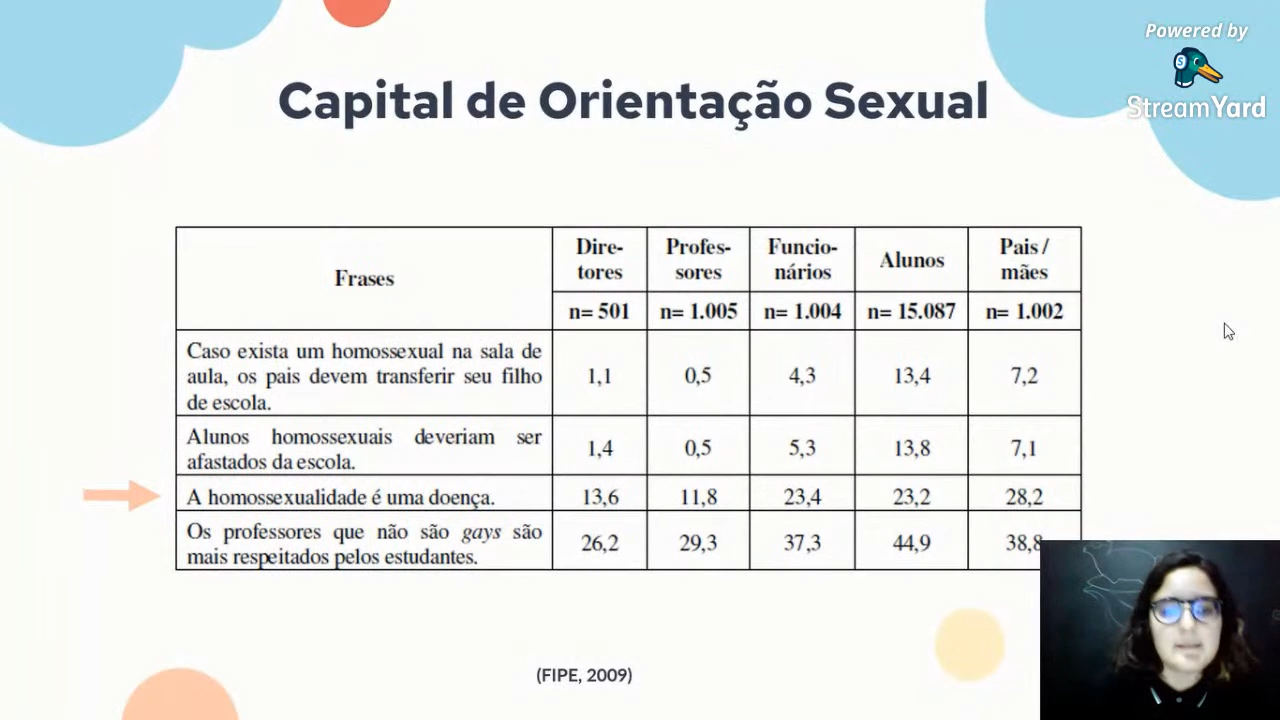 Powered by
StreamYard
Capital de Orientação Sexual
Frases
Dire-
tores
Profes-
sores
Funcio-
nários
Alunos
Pais /
mães
n= 501
n= 1.005
n= 1.004
n= 15.087
n= 1.002
Caso exista um homossexual na sala de
aula, os pais devem transferir seu filho
de escola.
1,1
0,5
4,3
13,4
7,2
Alunos homossexuais deveriam ser
afastados da escola.
1,4
0,5
5,3
13,8
7,1
A homossexualidade é uma doença.
13,6
11,8
23,4
23,2
28,2
Os professores que não são gays são
mais respeitados pelos estudantes.
26,2
29,3
37,3
44,9
38,8
(FIPE, 2009)